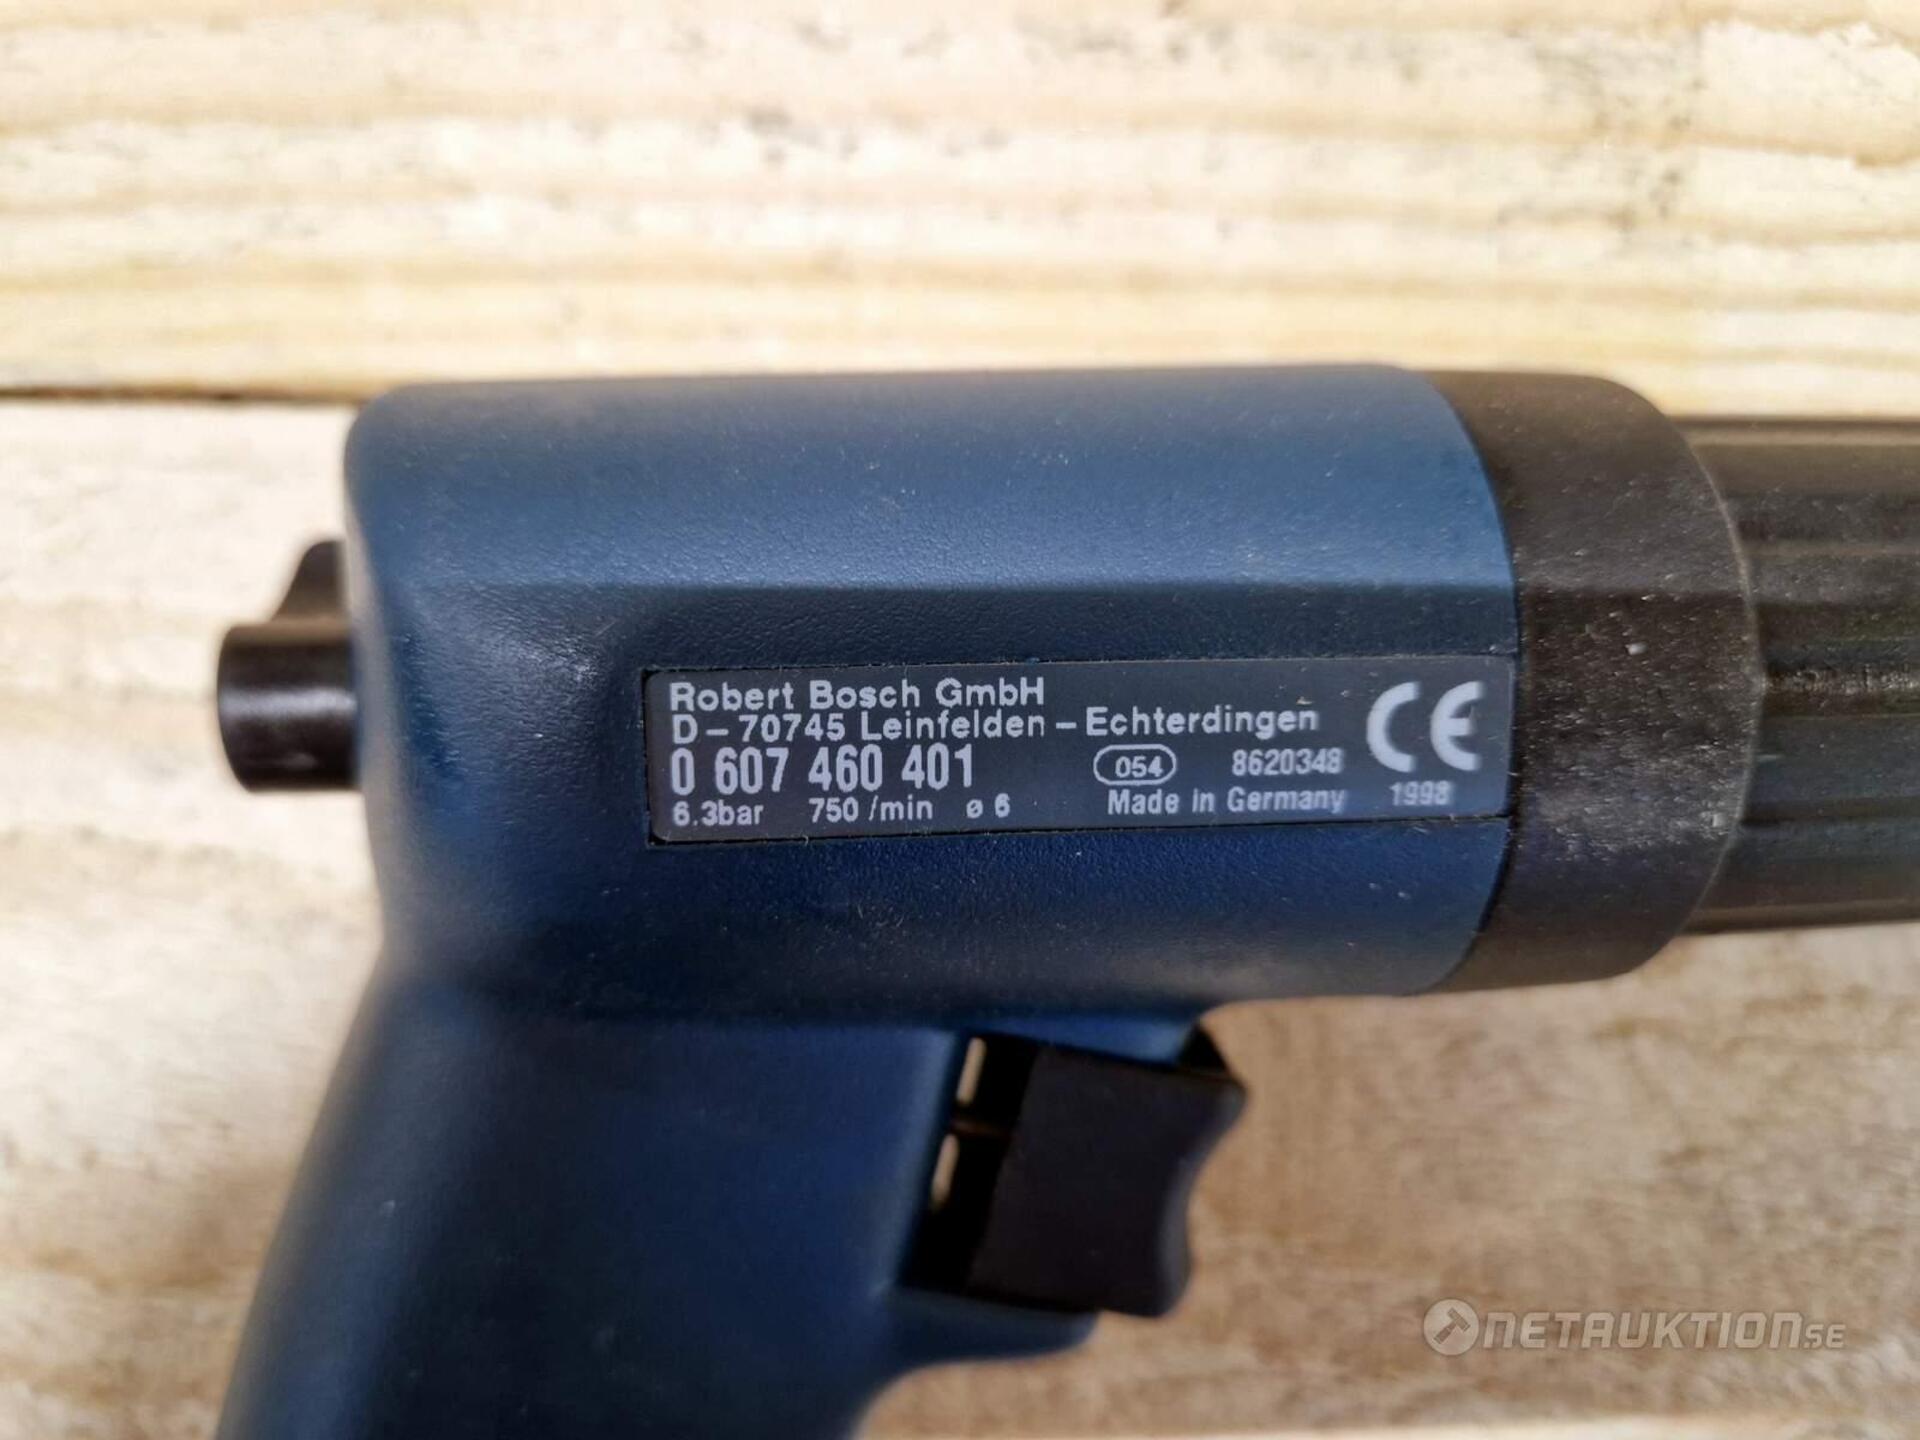 Robert Bosch GmbH
D-70745 Leinfelden-Echterdingen
0 607 460 401 054 8620348
6.3bar 750/min ø 6 Made in Germany 1998
CE
NETAUKTION.SE